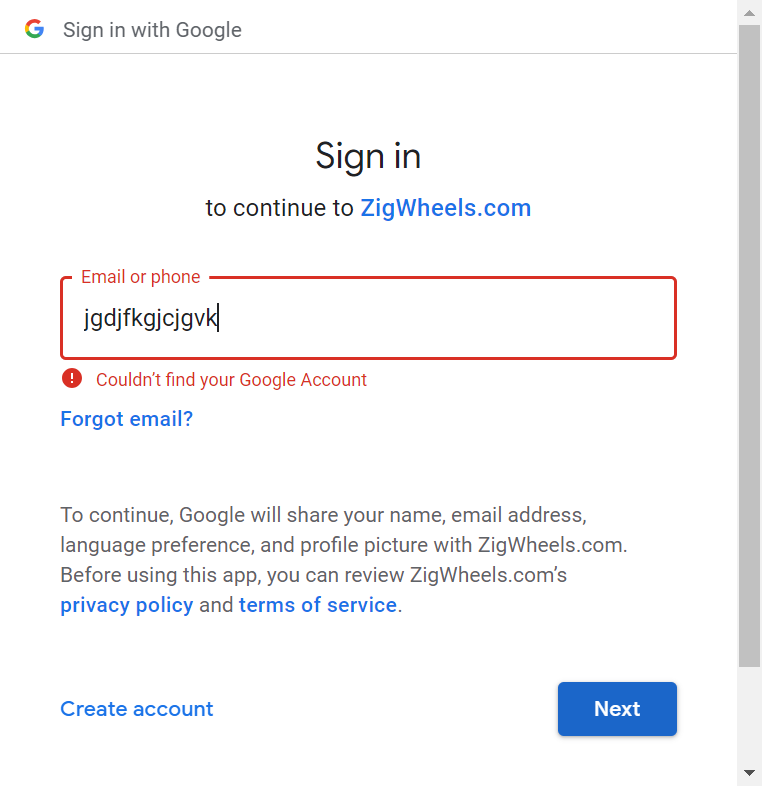 Sign in with Google
Sign in
to continue to ZigWheels.com
Email or phone
jgdjfkgjcjgvk
Couldn’t find your Google Account
Forgot email?
To continue, Google will share your name, email address,
language preference, and profile picture with ZigWheels.com.
Before using this app, you can review ZigWheels.com’s
privacy policy and terms of service.
Create account
Next